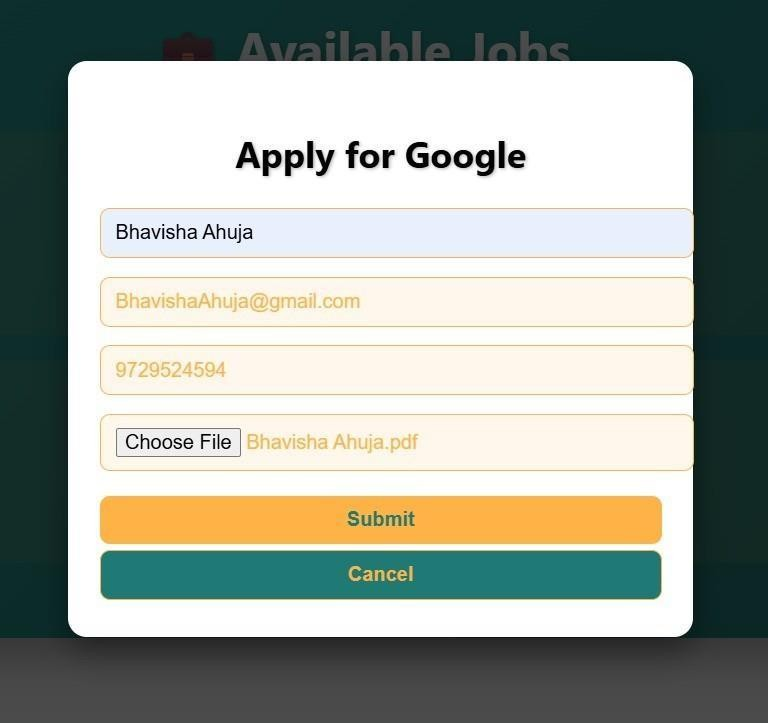 Available Jobs
Apply for Google
Bhavisha Ahuja
BhavishaAhuja@gmail.com
9729524594
Choose File Bhavisha Ahuja.pdf
Submit
Cancel